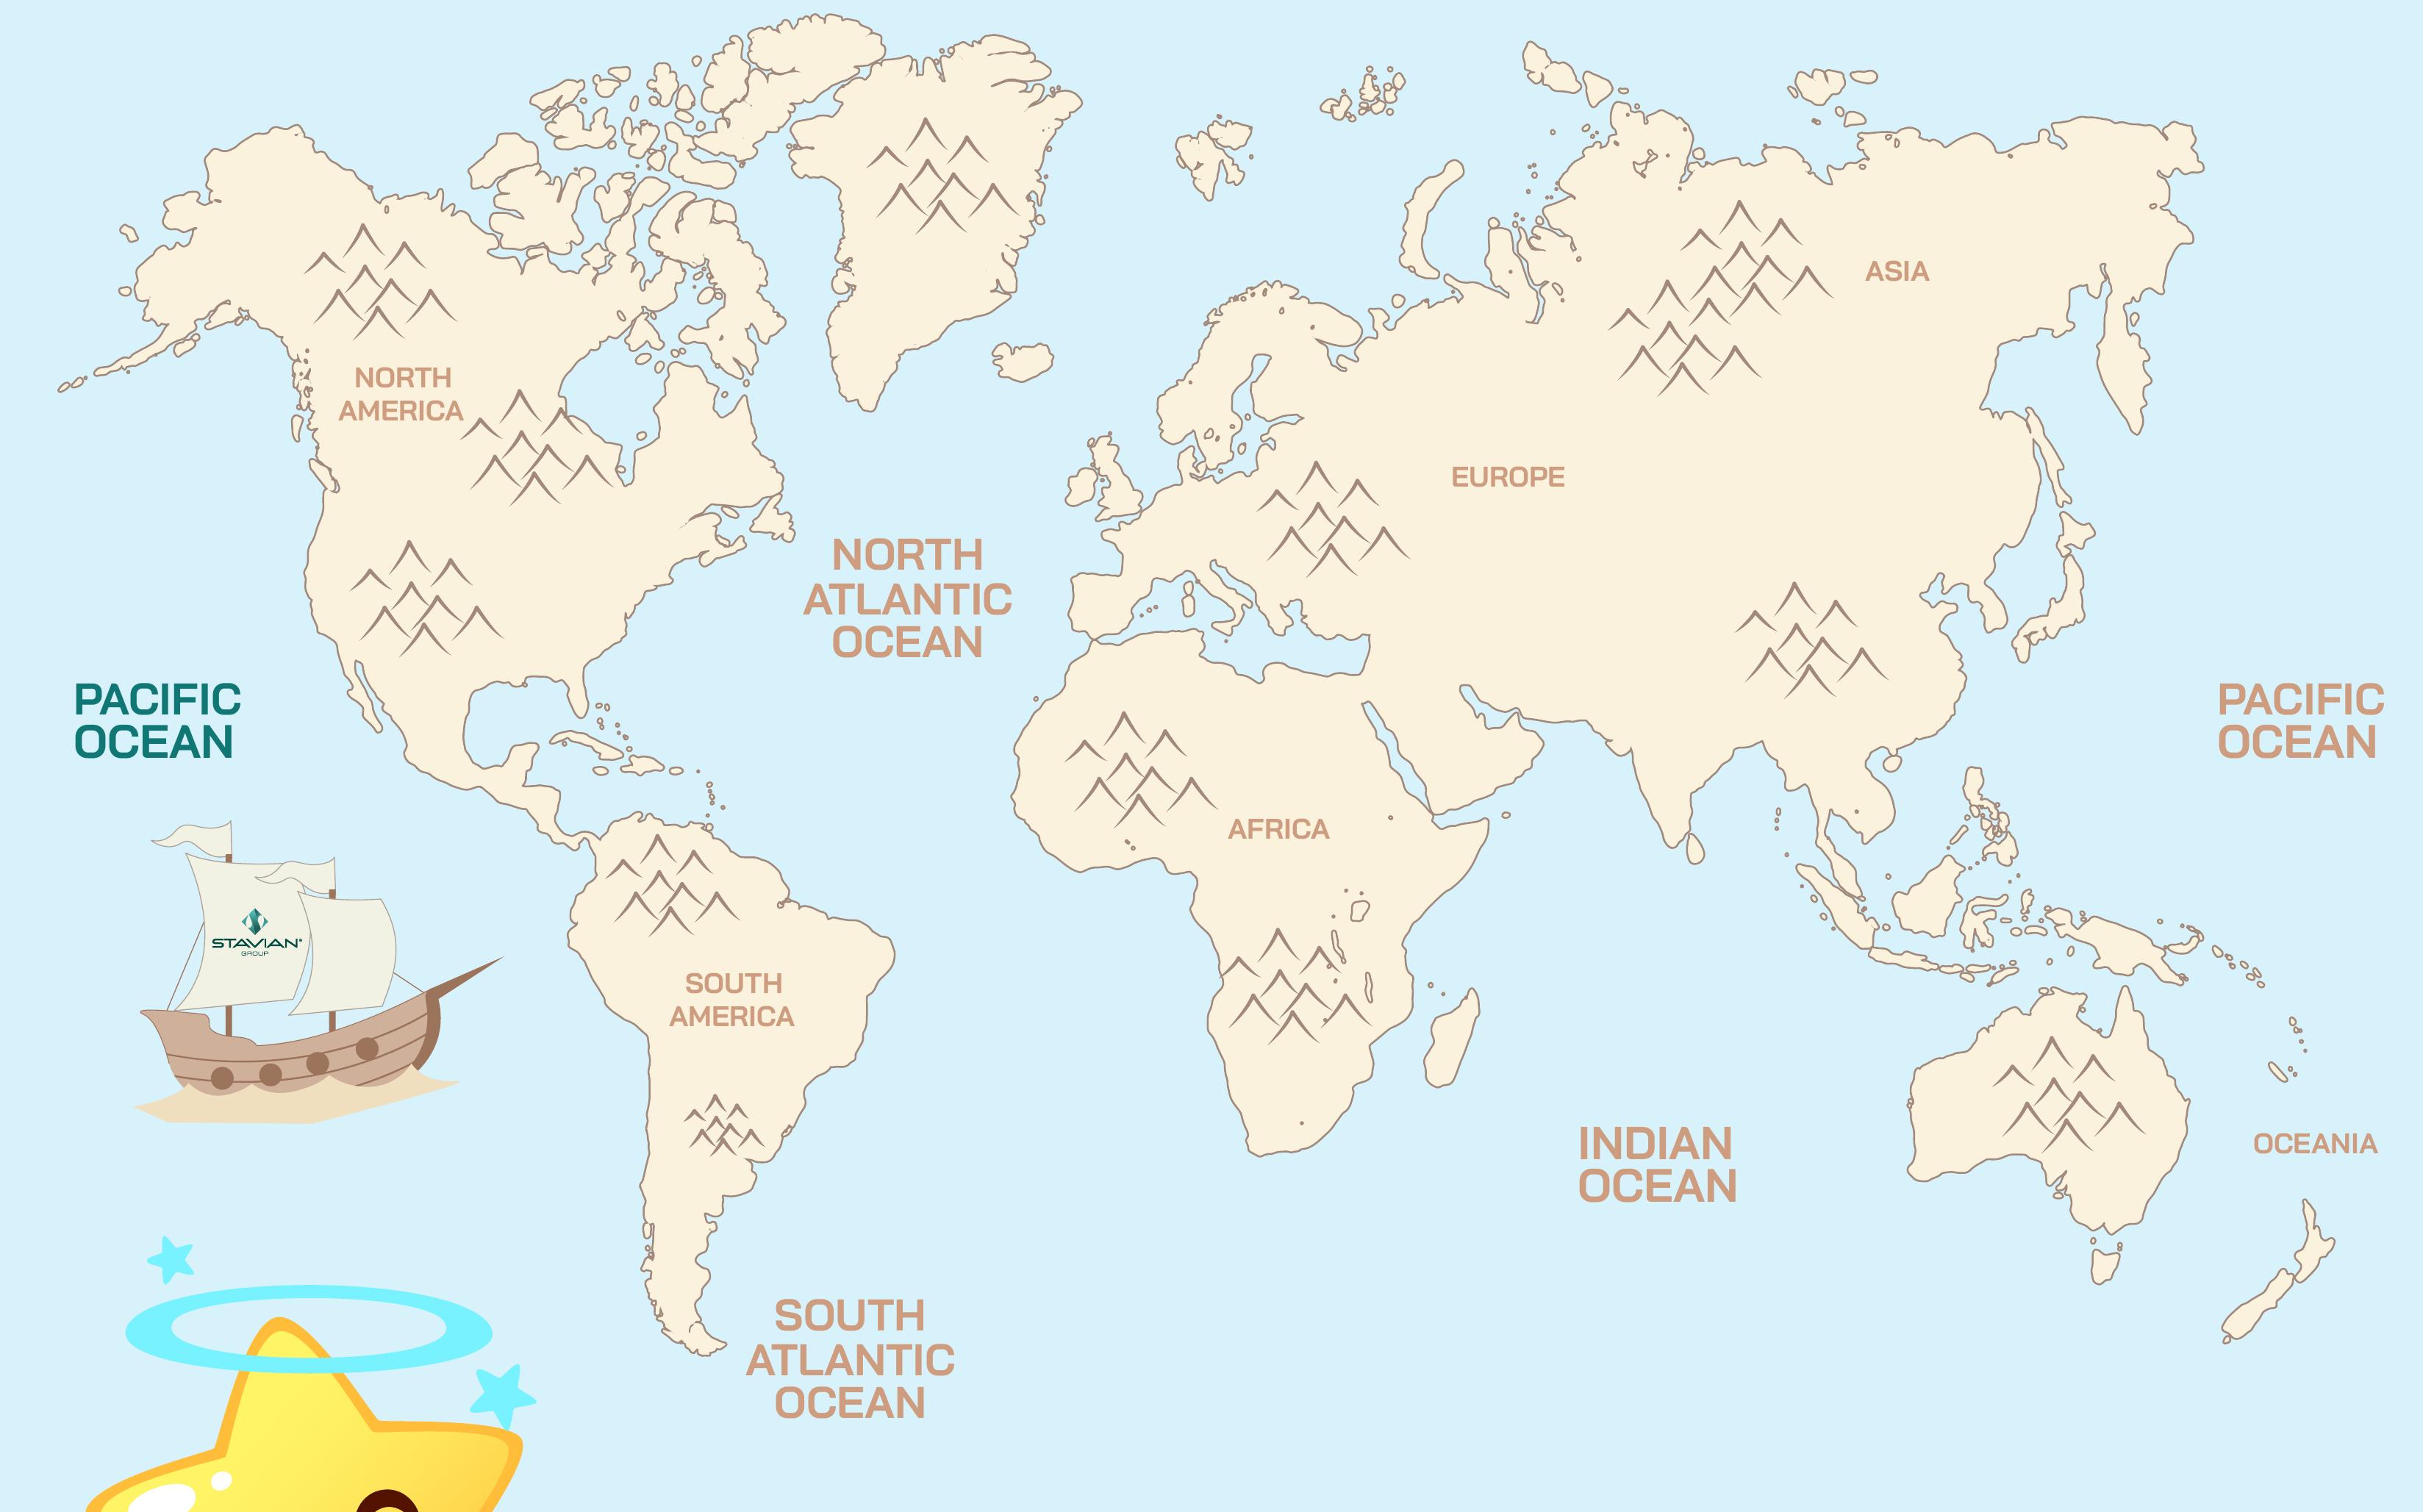 ASIA
NORTH
AMERICA
EUROPE
NORTH
ATLANTIC
OCEAN
PACIFIC
OCEAN
PACIFIC
OCEAN
AFRICA
STAVIAN®
GROUP
SOUTH
AMERICA
INDIAN
OCEAN
OCEANIA
SOUTH
ATLANTIC
OCEAN